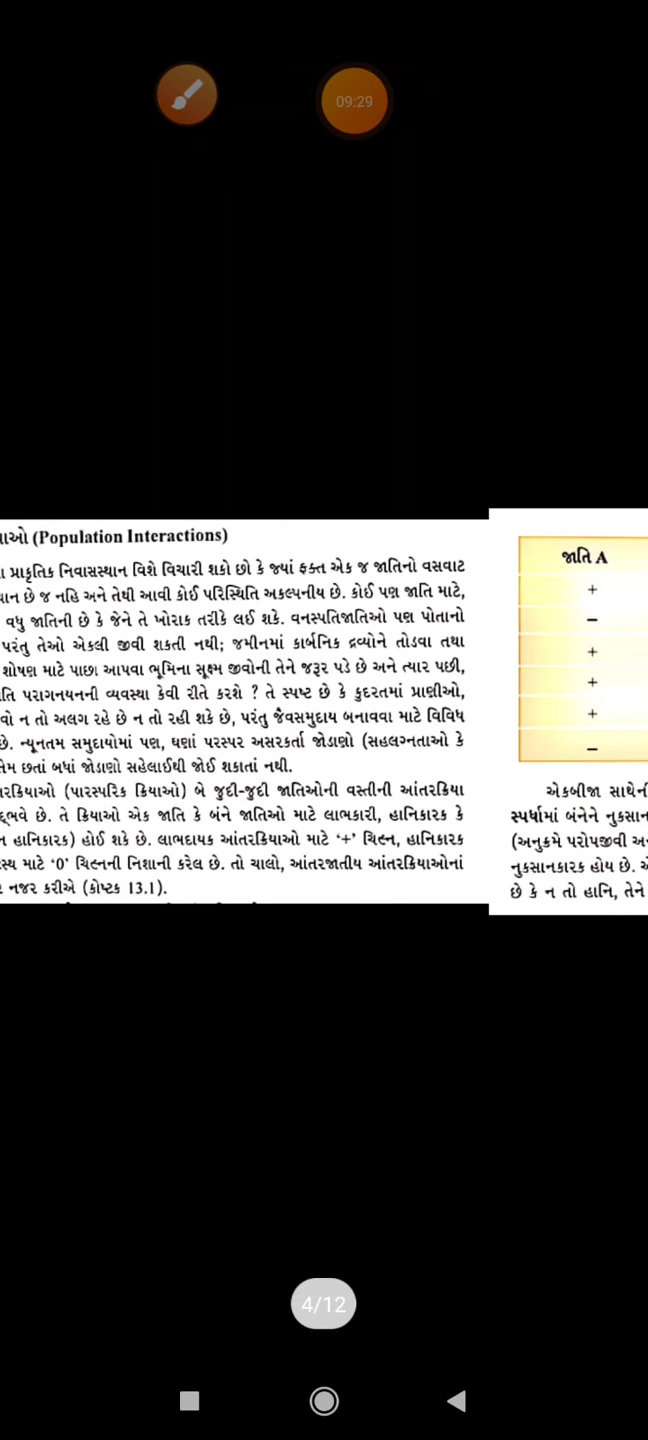 09:29
(Population Interactions)
પ્રાકૃતિક નિવાસસ્થાન વિશે વિચારી શકો છો કે જ્યાં ફક્ત એક જ જાતિનો વસવાટ
છે જ નહિ અને તેથી આવી કોઈ પરિસ્થિતિ અકલ્પનીય છે. કોઈ પણ જાતિ માટે,
વધુ જાતિની છે કે જેને તે ખોરાક તરીકે લઈ શકે. વનસ્પતિજાતિઓ પણ પોતાનો
પરંતુ તેઓ એકલી જીવી શકતી નથી; જમીનમાં કાર્બનિક દ્રવ્યોને તોડવા તથા
શોષણ માટે પાછા આપવા ભૂમિના સૂક્ષ્મ જીવોની તેને જરૂર પડે છે અને ત્યાર પછી,
પરાગનયનની વ્યવસ્થા કેવી રીતે કરશે ? તે સ્પષ્ટ છે કે કુદરતમાં પ્રાણીઓ,
ન તો અલગ રહે છે ન તો રહી શકે છે, પરંતુ જૈવસમુદાય બનાવવા માટે વિવિધ
છે. ન્યૂનતમ સમુદાયોમાં પણ, ઘણાં પરસ્પર અસરકર્તા જોડાણો (સહલગ્નતાઓ કે
તેમ છતાં બધાં જોડાણો સહેલાઈથી જોઈ શકાતાં નથી.
(પારસ્પરિક ક્રિયાઓ) બે જુદી-જુદી જાતિઓની વસ્તીની આંતરક્રિયા
છે. તે ક્રિયાઓ એક જાતિ કે બંને જાતિઓ માટે લાભકારી, હાનિકારક કે
ન હાનિકારક) હોઈ શકે છે. લાભદાયક આંતરક્રિયાઓ માટે '+' ચિહ્ન, હાનિકારક
માટે '0' ચિહ્નની નિશાની કરેલ છે. તો ચાલો, આંતરજાતીય આંતરક્રિયાઓનાં
નજર કરીએ (કોષ્ટક 13.1).
જાતિ A
+
−
+
+
+
−
એકબીજા સાથેની
સ્પર્ધામાં બંનેને
(અનુક્રમે પરોપજીવી
નુકસાનકારક હોય છે.
છે કે ન તો હાનિ, તેને
4/12